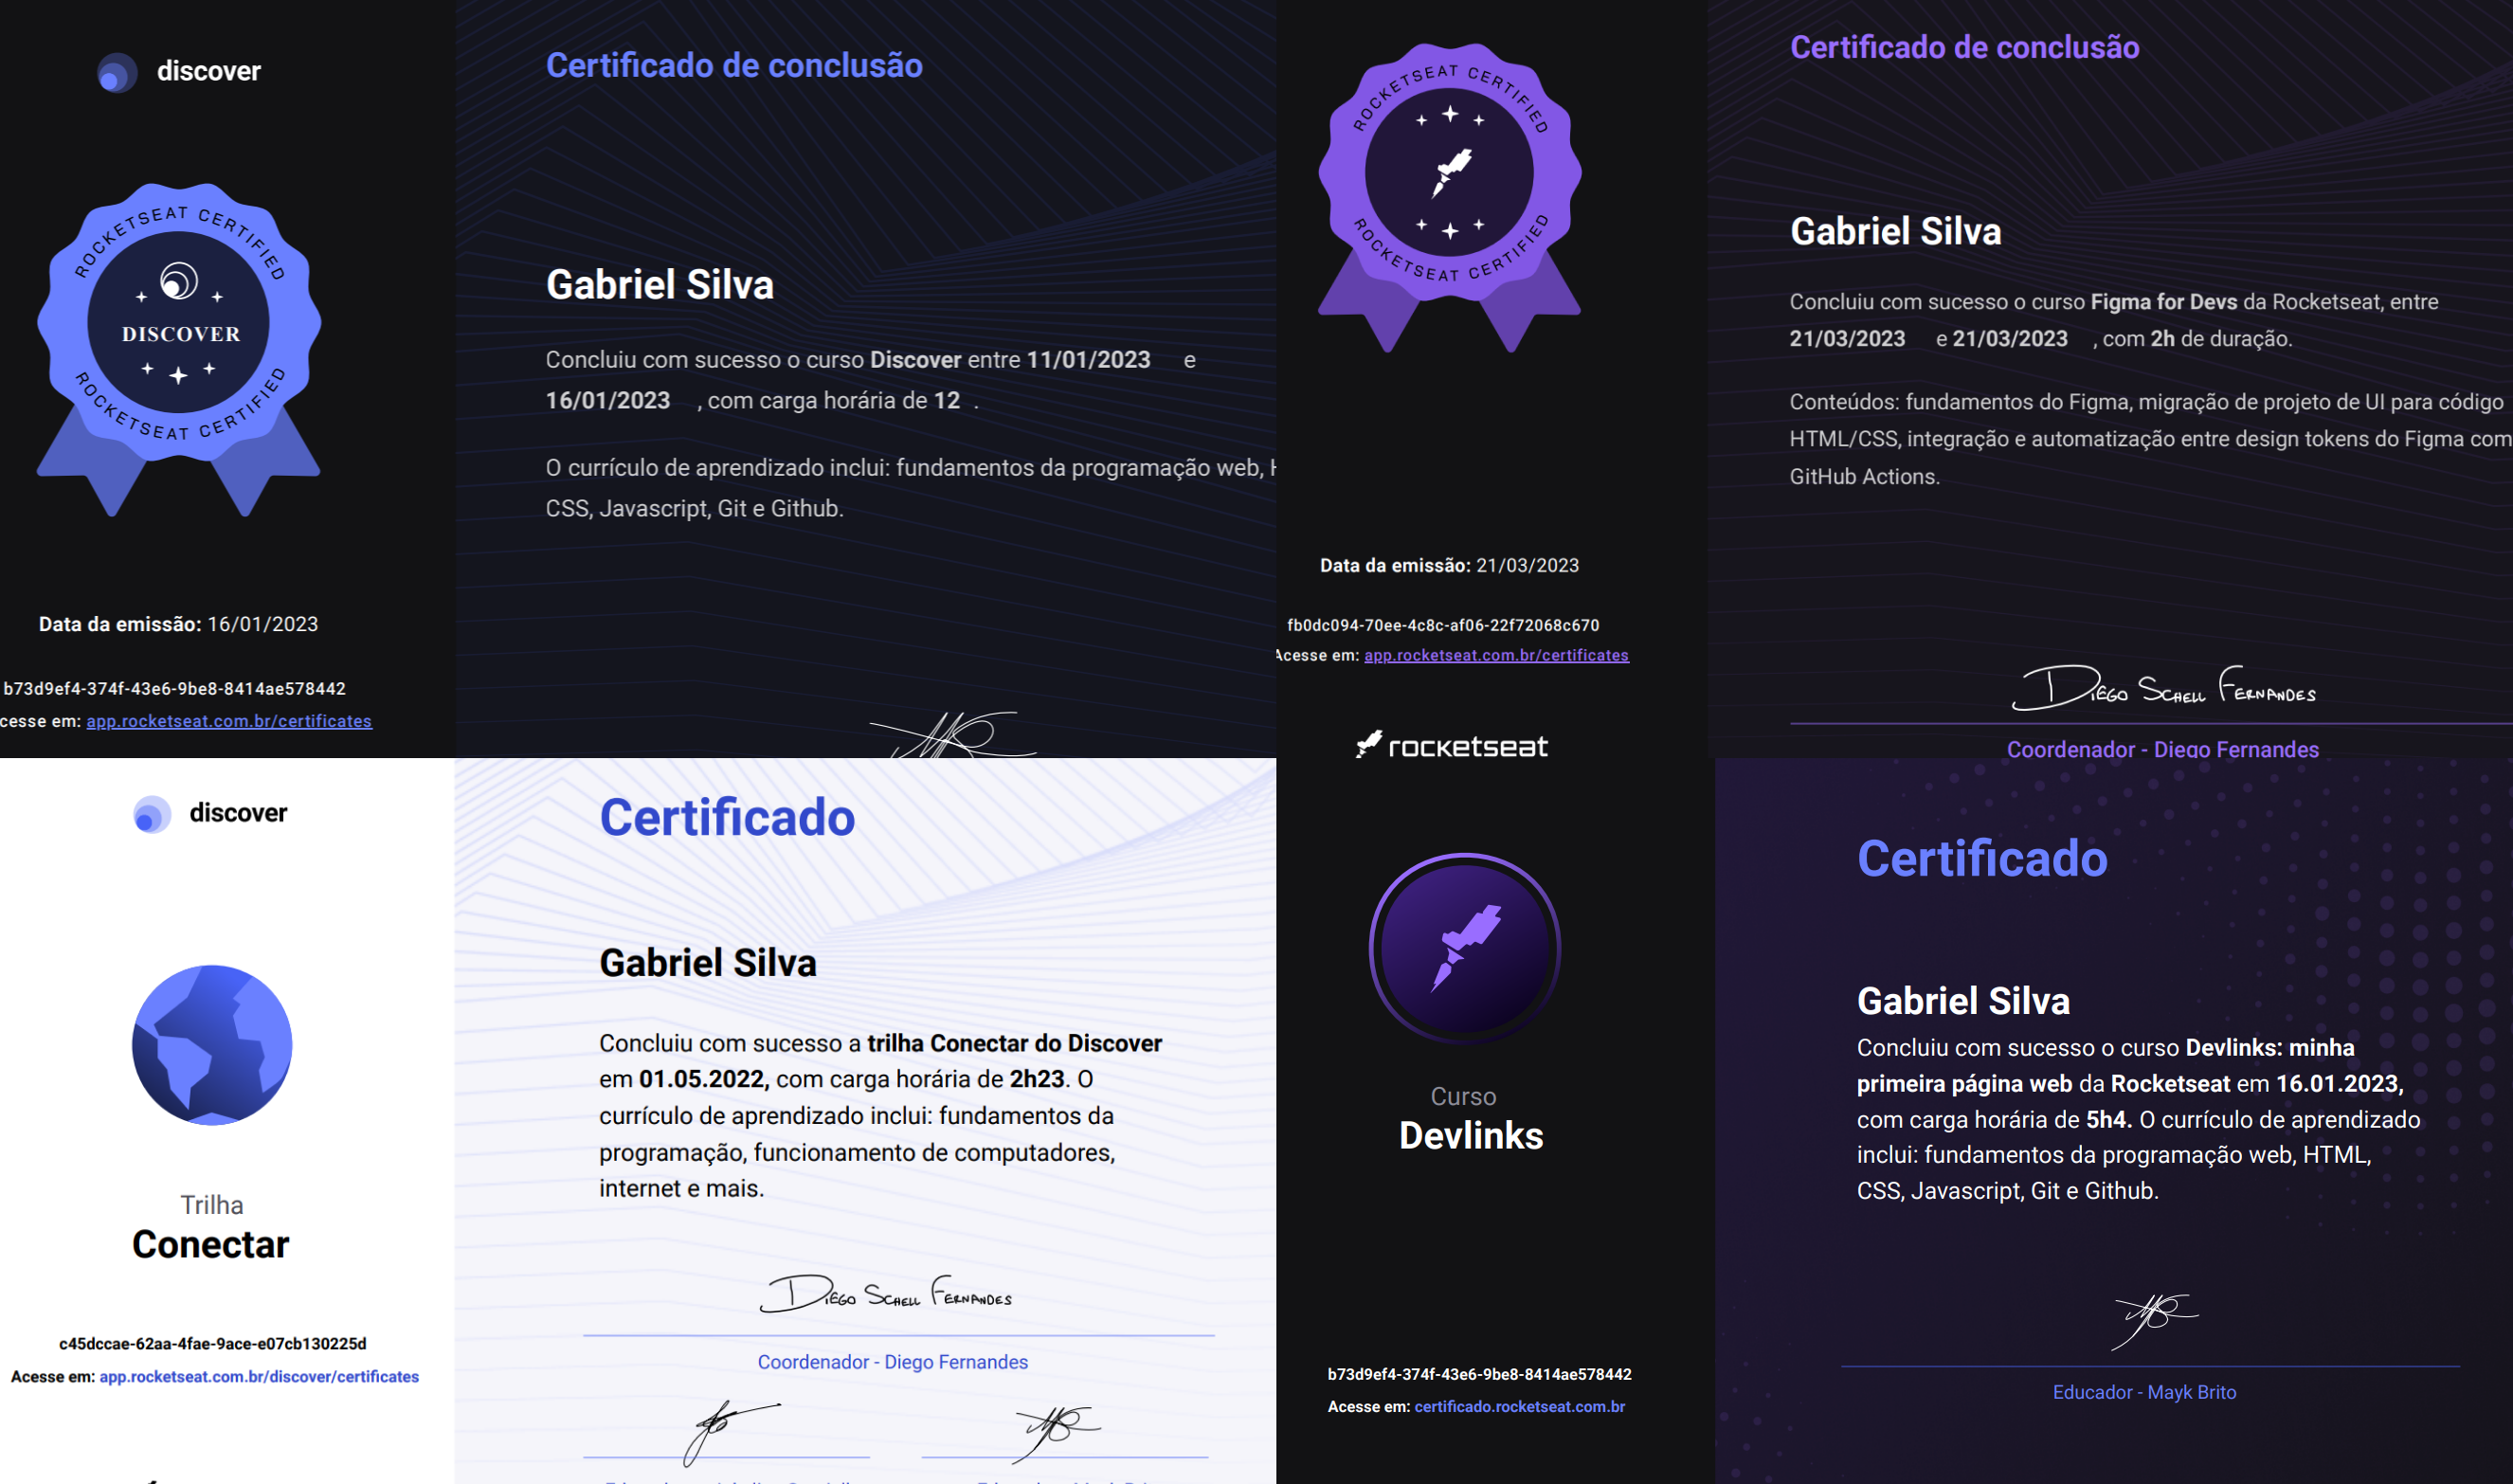 discover
ROCKETSEAT CERTIFIED
DISCOVER
ROCKETSEAT CERTIFIED
Data da emissão: 16/01/2023
b73d9ef4-374f-43e6-9be8-8414ae578442
cesse em: app.rocketseat.com.br/certificates
Certificado de conclusão
Gabriel Silva
Concluiu com sucesso o curso Discover entre 11/01/2023 e
16/01/2023 , com carga horária de 12 .
O currículo de aprendizado inclui: fundamentos da programação web,
CSS, Javascript, Git e Github.
ROCKETSEAT CERTIFIED
ROCKETSEAT CERTIFIED
Data da emissão: 21/03/2023
fb0dc094-70ee-4c8c-af06-22f72068c670
Acesse em: app.rocketseat.com.br/certificates
rocketseat
Certificado de conclusão
Gabriel Silva
Concluiu com sucesso o curso Figma for Devs da Rocketseat, entre
21/03/2023 e 21/03/2023 , com 2h de duração.
Conteúdos: fundamentos do Figma, migração de projeto de UI para código
HTML/CSS, integração e automatização entre design tokens do Figma com
GitHub Actions.
DIEGO SCHELL FERNANDES
Coordenador - Diego Fernandes
discover
Trilha
Conectar
c45dccae-62aa-4fae-9ace-e07cb130225d
Acesse em: app.rocketseat.com.br/discover/certificates
Certificado
Gabriel Silva
Concluiu com sucesso a trilha Conectar do Discover
em 01.05.2022, com carga horária de 2h23. O
currículo de aprendizado inclui: fundamentos da
programação, funcionamento de computadores,
internet e mais.
DIEGO SCHELL FERNANDES
Coordenador - Diego Fernandes
Curso
Devlinks
b73d9ef4-374f-43e6-9be8-8414ae578442
Acesse em: certificado.rocketseat.com.br
Certificado
Gabriel Silva
Concluiu com sucesso o curso Devlinks: minha
primeira página web da Rocketseat em 16.01.2023,
com carga horária de 5h4. O currículo de aprendizado
inclui: fundamentos da programação web, HTML,
CSS, Javascript, Git e Github.
Educador - Mayk Brito